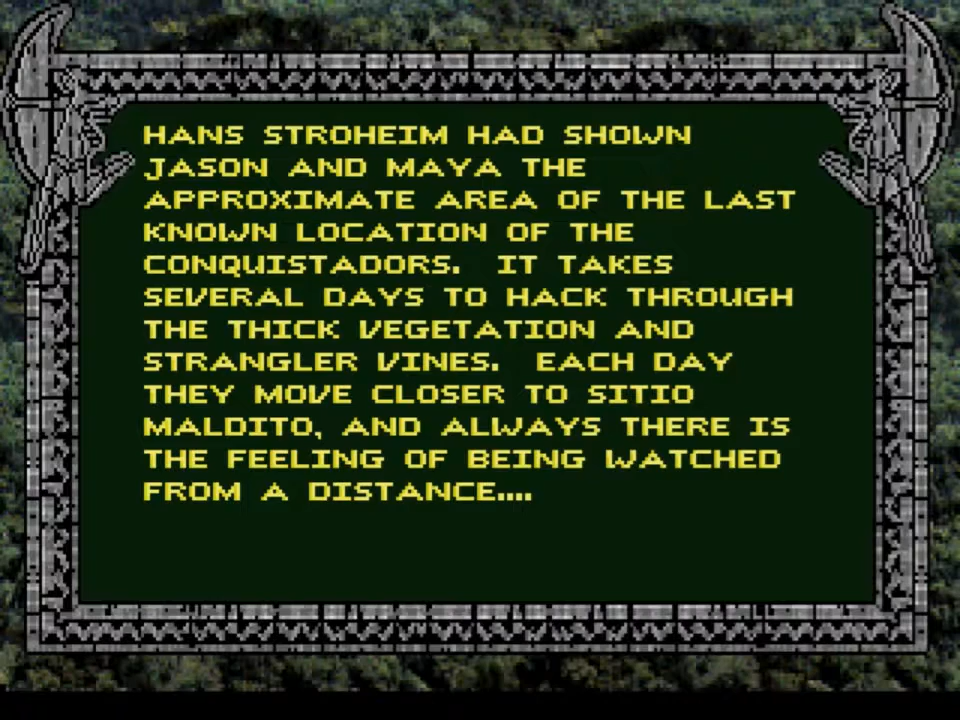 HANS STROHEIM HAD SHOWN
JASON AND MAYA THE
APPROXIMATE AREA OF THE LAST
KNOWN LOCATION OF THE
CONQUISTADORS.  IT TAKES
SEVERAL DAYS TO HACK THROUGH
THE THICK VEGETATION AND
STRANGLER VINES.  EACH DAY
THEY MOVE CLOSER TO SITIO
MALDITO, AND ALWAYS THERE IS
THE FEELING OF BEING WATCHED
FROM A DISTANCE....